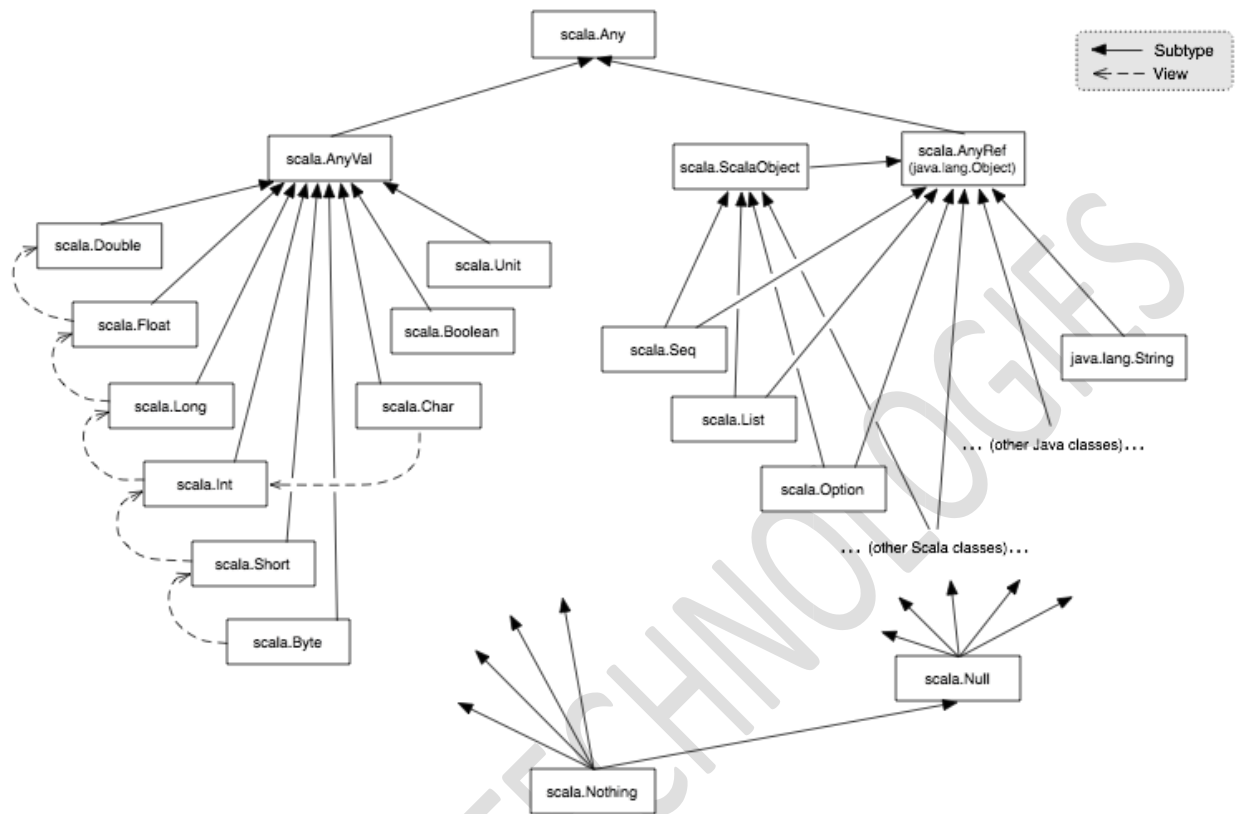 scala.Any
Subtype
View
scala.AnyVal
scala.ScalaObject
scala.AnyRef
(java.lang.Object)
scala.Double
scala.Unit
scala.Float
scala.Boolean
scala.Seq
java.lang.String
scala.Long
scala.Char
scala.List
... (other Java classes)...
scala.Int
scala.Option
scala.Short
... (other Scala classes)...
scala.Byte
scala.Null
scala.Nothing
TECHNOLOGIES